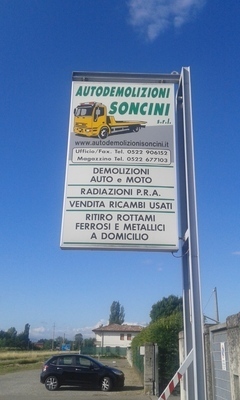 AUTODEMOLIZIONI
SONCINI
s.r.l.
www.autodemolizionisoncini.it
Ufficio/Fax. Tel. 0522 906152
Magazzino Tel. 0522 677103
DEMOLIZIONI
AUTO e MOTO
RADIAZIONI P.R.A.
VENDITA RICAMBI USATI
RITIRO ROTTAMI
FERROSI E METALLICI
A DOMICILIO